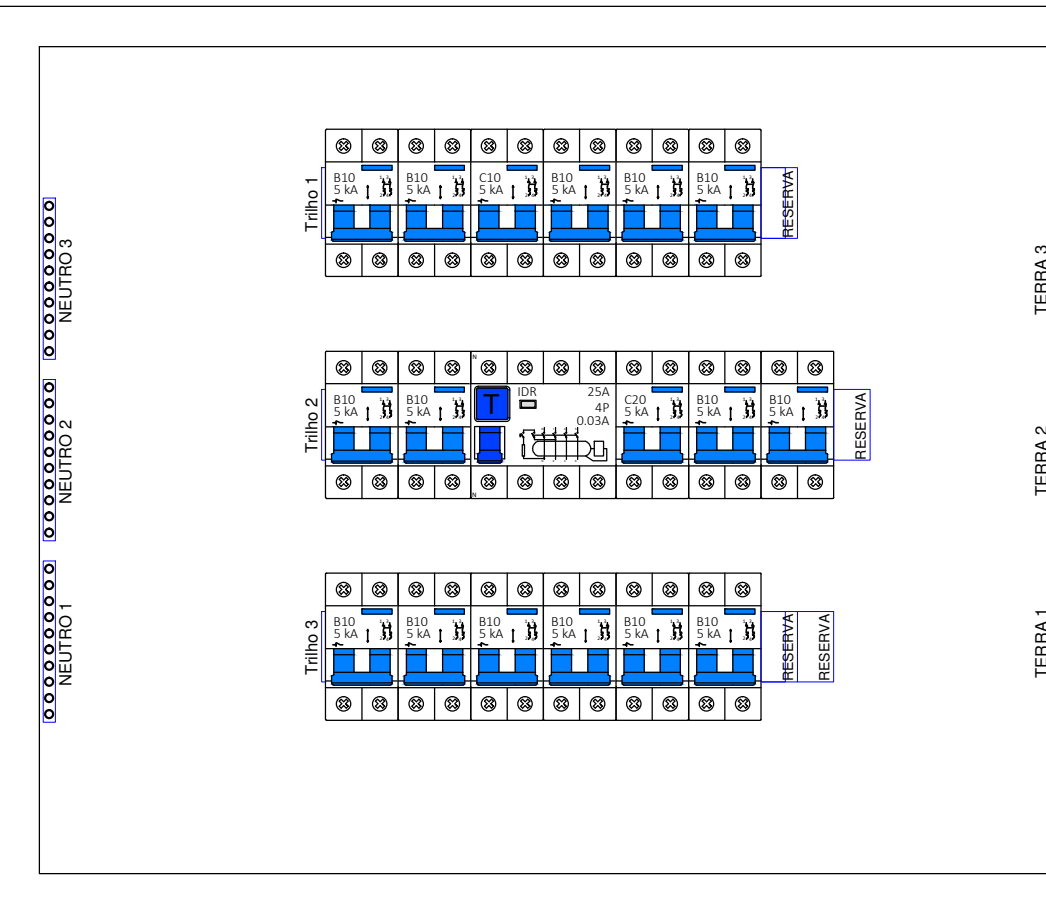 Trilho 1
B10
5 kA
B10
5 kA
C10
5 kA
B10
5 kA
B10
5 kA
B10
5 kA
RESERVA
NEUTRO 3
TERRA 3
Trilho 2
B10
5 kA
B10
5 kA
N
T
IDR
25A
4P
0.03A
N
C20
5 kA
B10
5 kA
B10
5 kA
RESERVA
NEUTRO 2
TERRA 2
Trilho 3
B10
5 kA
B10
5 kA
B10
5 kA
B10
5 kA
B10
5 kA
B10
5 kA
RESERVA
RESERVA
NEUTRO 1
TERRA 1